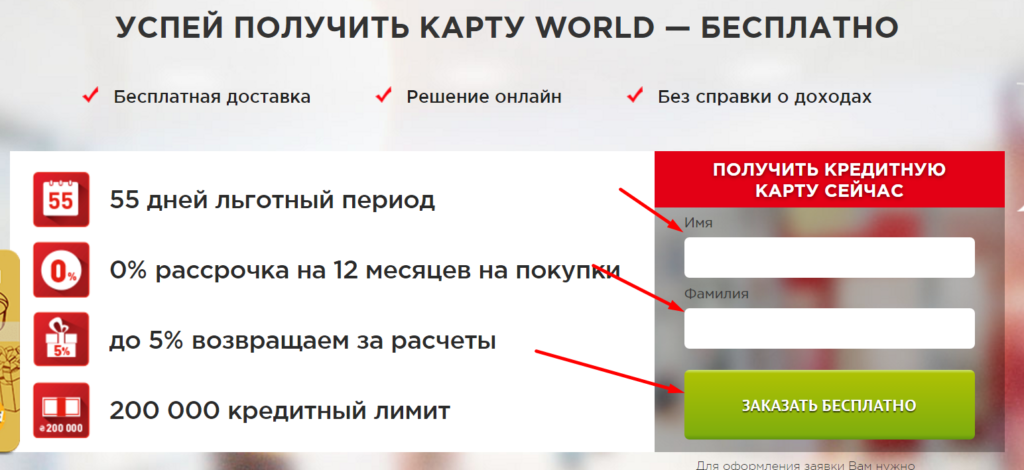 УСПЕЙ ПОЛУЧИТЬ КАРТУ WORLD — БЕСПЛАТНО
Бесплатная доставка
Решение онлайн
Без справки о доходах
55
55 дней льготный период
0%
0% рассрочка на 12 месяцев на покупки
5%
до 5% возвращаем за расчеты
₴200 000
200 000 кредитный лимит
ПОЛУЧИТЬ КРЕДИТНУЮ
КАРТУ СЕЙЧАС
Имя
Фамилия
ЗАКАЗАТЬ БЕСПЛАТНО
Для оформления заявки Вам нужно